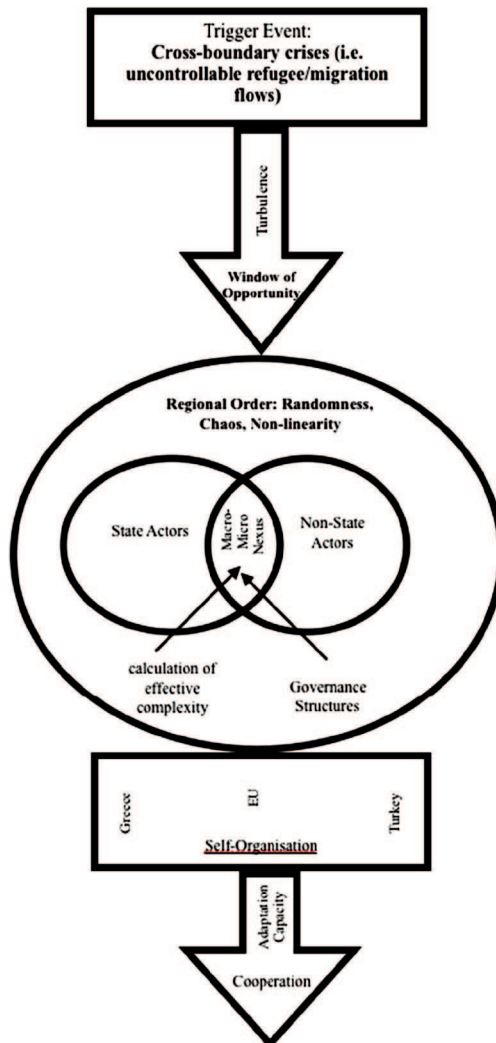 Trigger Event:
Cross-boundary crises (i.e.
uncontrollable refugee/migration
flows)
Turbulence
Window of
Opportunity
Regional Order: Randomness,
Chaos, Non-linearity
State Actors
Macro-
Micro
Nexus
Non-State
Actors
calculation of
effective
complexity
Governance
Structures
Greece
EU
Turkey
Self-Organisation
Adaptation
Capacity
Cooperation